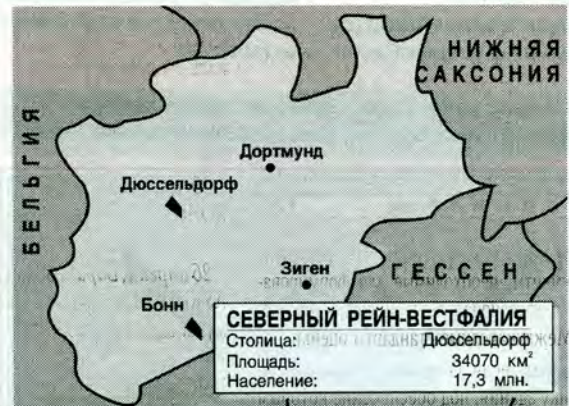 НИЖНЯЯ
САКСОНИЯ
БЕЛЬГИЯ
Дортмунд
Дюссельдорф
Зиген
ГЕССЕН
Бонн
СЕВЕРНЫЙ РЕЙН-ВЕСТФАЛИЯ
Столица: Дюссельдорф
Площадь: 34070 км²
Население: 17,3 млн.